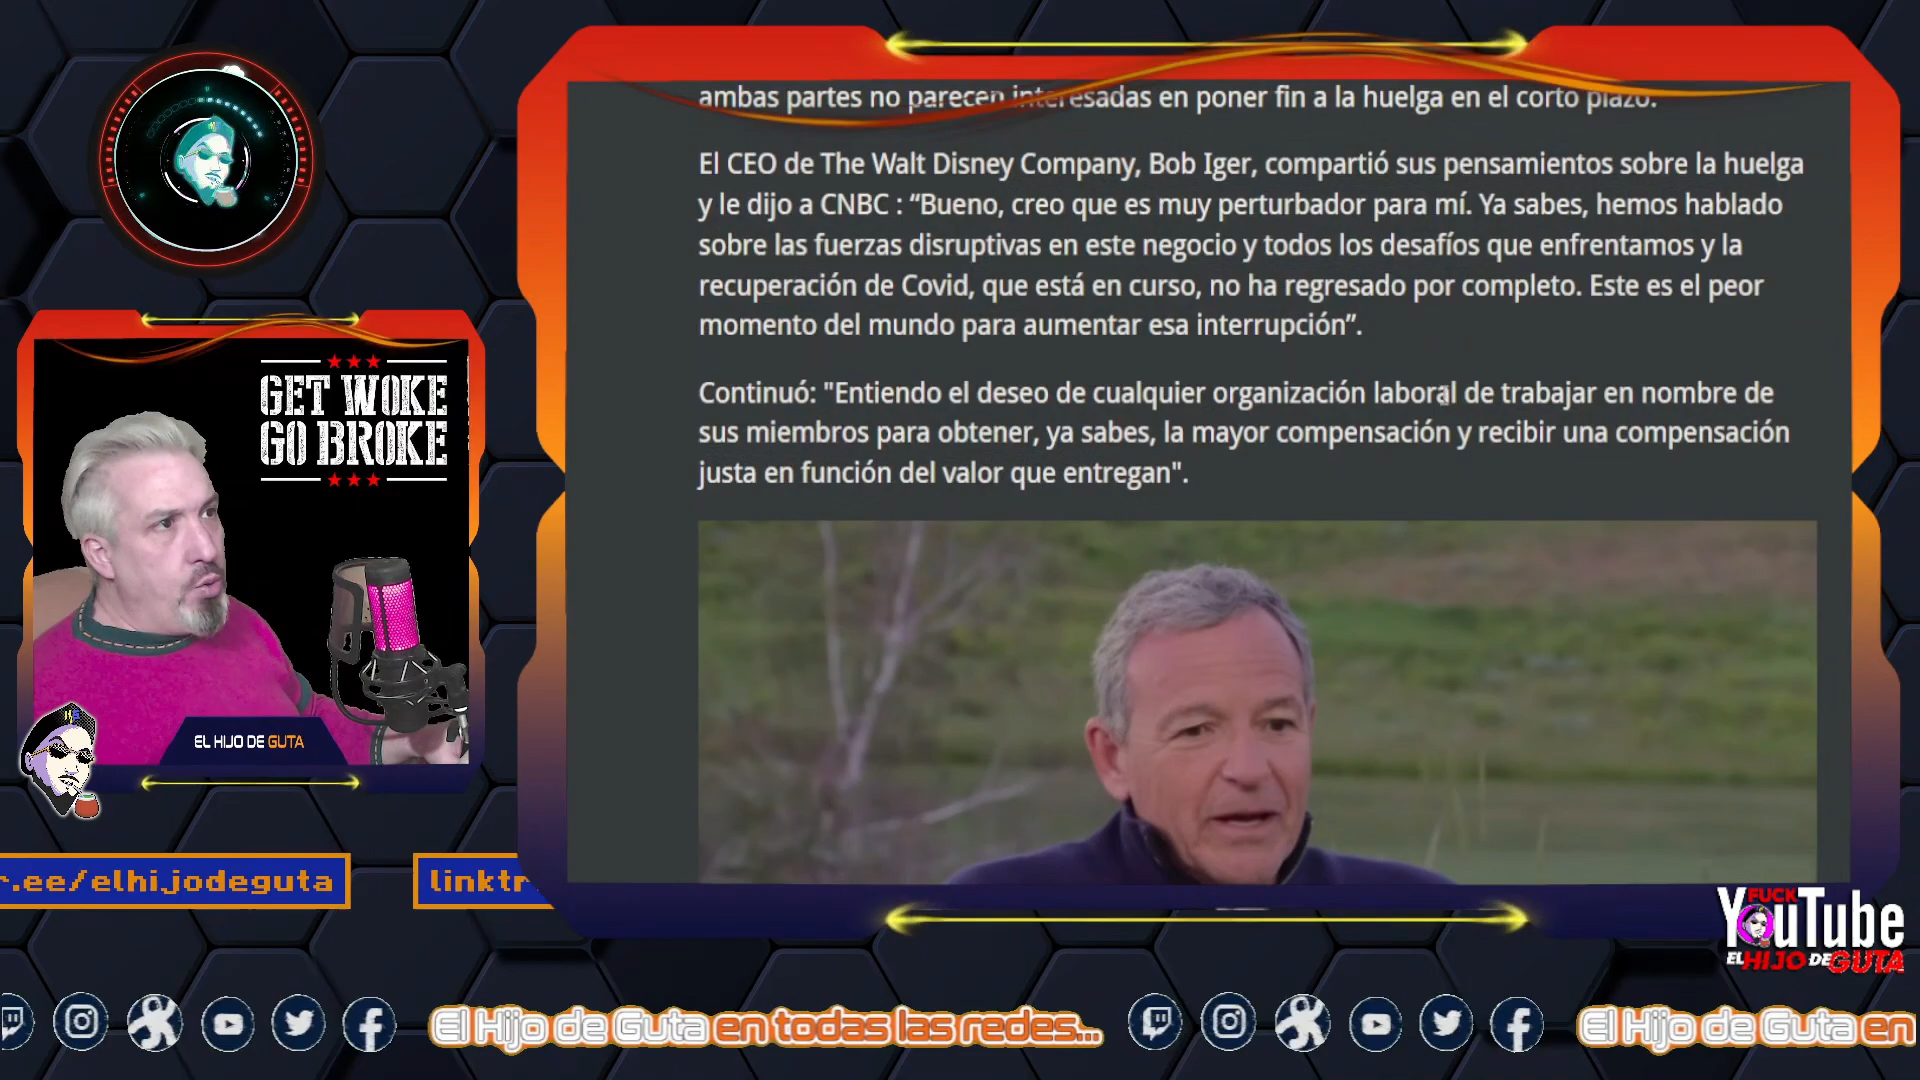 ambas partes no parecen interesadas en poner fin a la huelga en el corto plazo.
El CEO de The Walt Disney Company, Bob Iger, compartió sus pensamientos sobre la huelga
y le dijo a CNBC : “Bueno, creo que es muy perturbador para mí. Ya sabes, hemos hablado
sobre las fuerzas disruptivas en este negocio y todos los desafíos que enfrentamos y la
recuperación de Covid, que está en curso, no ha regresado por completo. Este es el peor
momento del mundo para aumentar esa interrupción”.
Continuó: "Entiendo el deseo de cualquier organización laboral de trabajar en nombre de
sus miembros para obtener, ya sabes, la mayor compensación y recibir una compensación
justa en función del valor que entregan".
GET WOKE
GO BROKE
EL HIJO DE GUTA
r.ee/elhijodeguta
linktr
FUCK
YouTube
EL HIJO DE GUTA
El Hijo de Guta en todas las redes...
El Hijo de Guta en